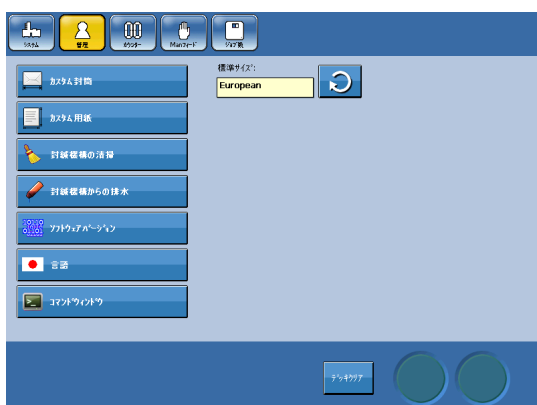 システム
管理
カウンター
Manフィード
ジョブ数
標準サイズ:
European
カスタム封筒
カスタム用紙
封緘機構の清掃
封緘機構からの排水
ソフトウェアバージョン
言語
コマンドウィンドウ
デッキクリア